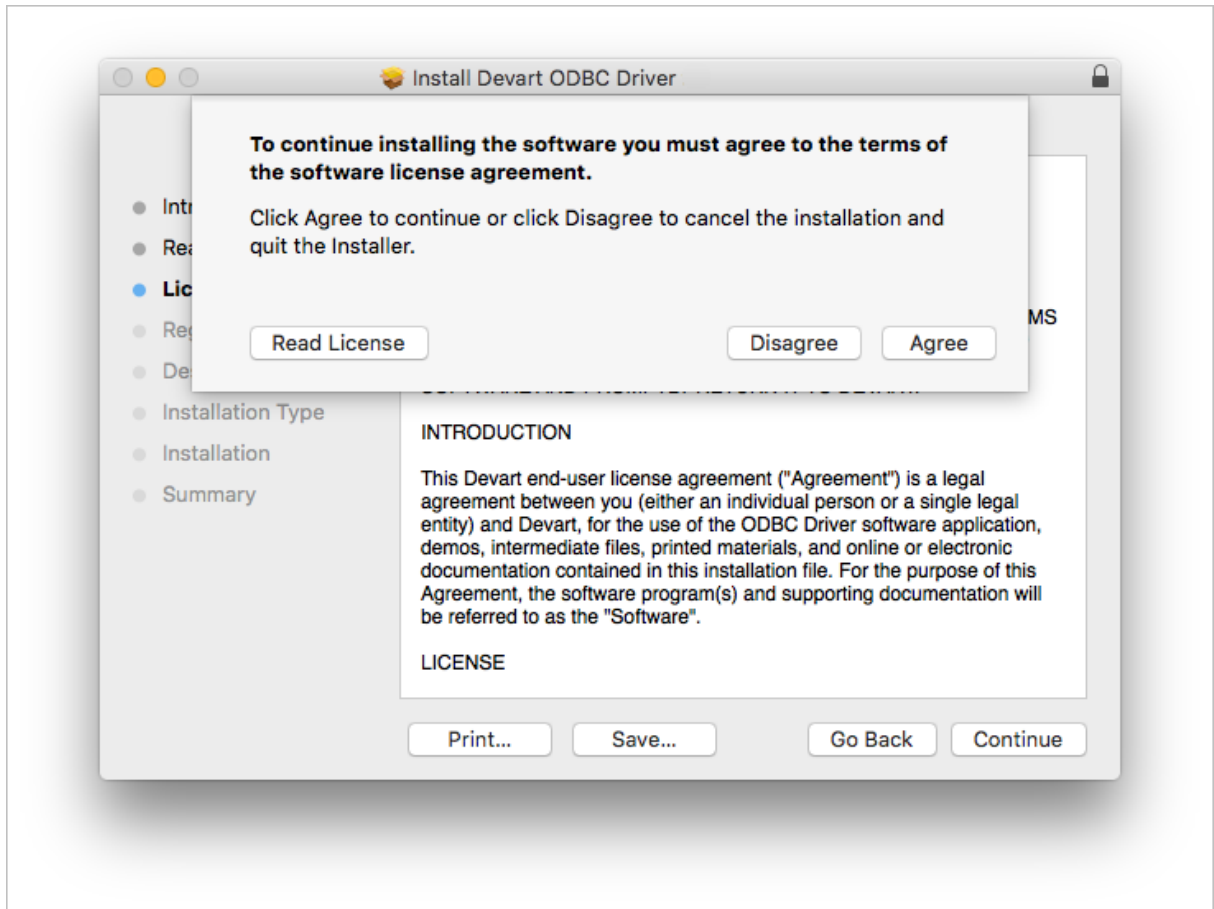 Install Devart ODBC Driver
To continue installing the software you must agree to the terms of
the software license agreement.
Click Agree to continue or click Disagree to cancel the installation and
quit the Installer.
Read License
Disagree
Agree
Intr
Rea
Lic
Reg
Des
Installation Type
Installation
Summary
MS
INTRODUCTION
This Devart end-user license agreement ("Agreement") is a legal
agreement between you (either an individual person or a single legal
entity) and Devart, for the use of the ODBC Driver software application,
demos, intermediate files, printed materials, and online or electronic
documentation contained in this installation file. For the purpose of this
Agreement, the software program(s) and supporting documentation will
be referred to as the "Software".
LICENSE
Print...
Save...
Go Back
Continue